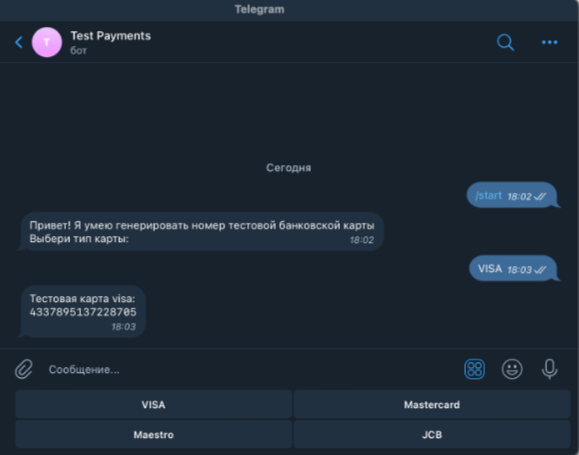 Telegram
T
Test Payments
бот
Сегодня
/start 18:02
Привет! Я умею генерировать номер тестовой банковской карты
Выбери тип карты:
18:02
VISA 18:03
Тестовая карта visa:
4337895137228705
18:03
Сообщение...
VISA
Mastercard
Maestro
JCB